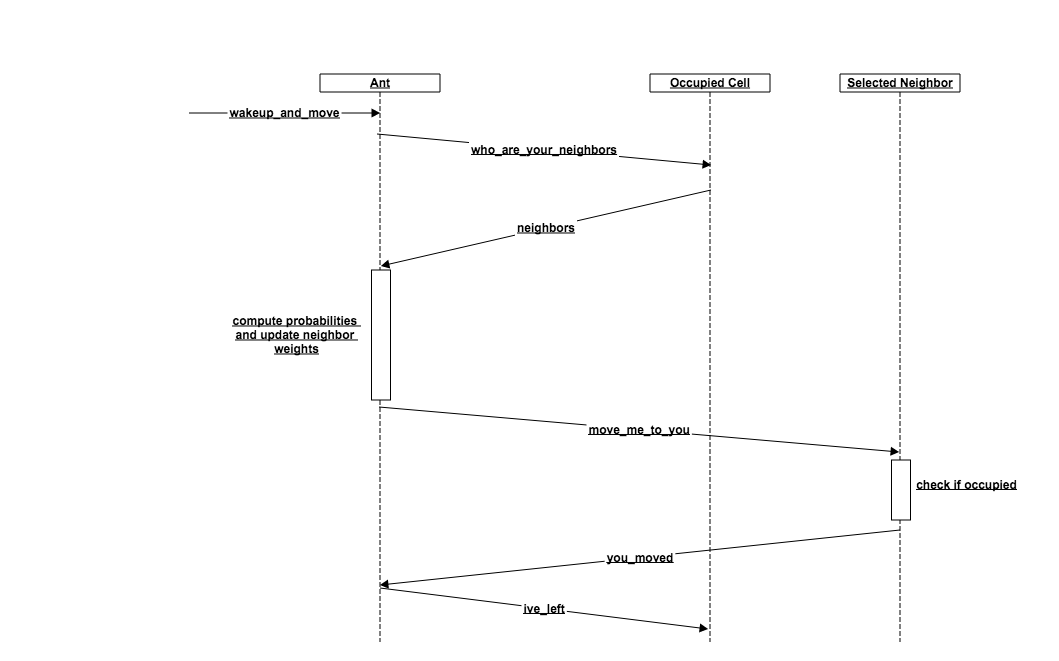 Ant
Occupied Cell
Selected Neighbor
wakeup_and_move
who_are_your_neighbors
neighbors
compute probabilities
and update neighbor
weights
move_me_to_you
check if occupied
you_moved
ive_left